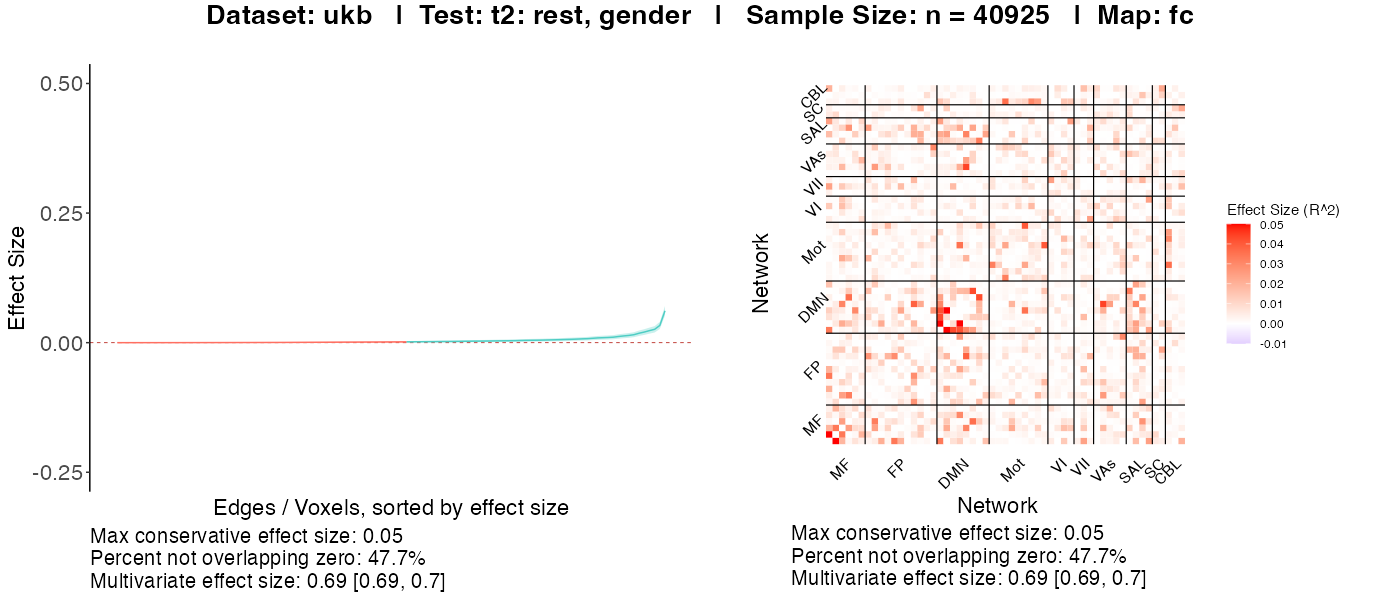 Dataset: ukb | Test: t2: rest, gender | Sample Size: n = 40925 | Map: fc
Effect Size
0.50
0.25
0.00
-0.25
Edges / Voxels, sorted by effect size
Max conservative effect size: 0.05
Percent not overlapping zero: 47.7%
Multivariate effect size: 0.69 [0.69, 0.7]
Network
CBL
SC
SAL
VAs
VII
VI
Mot
DMN
FP
MF
MF FP DMN Mot VI VII VAs SAL SC CBL
Network
Max conservative effect size: 0.05
Percent not overlapping zero: 47.7%
Multivariate effect size: 0.69 [0.69, 0.7]
Effect Size (R^2)
0.05
0.04
0.03
0.02
0.01
0.00
-0.01